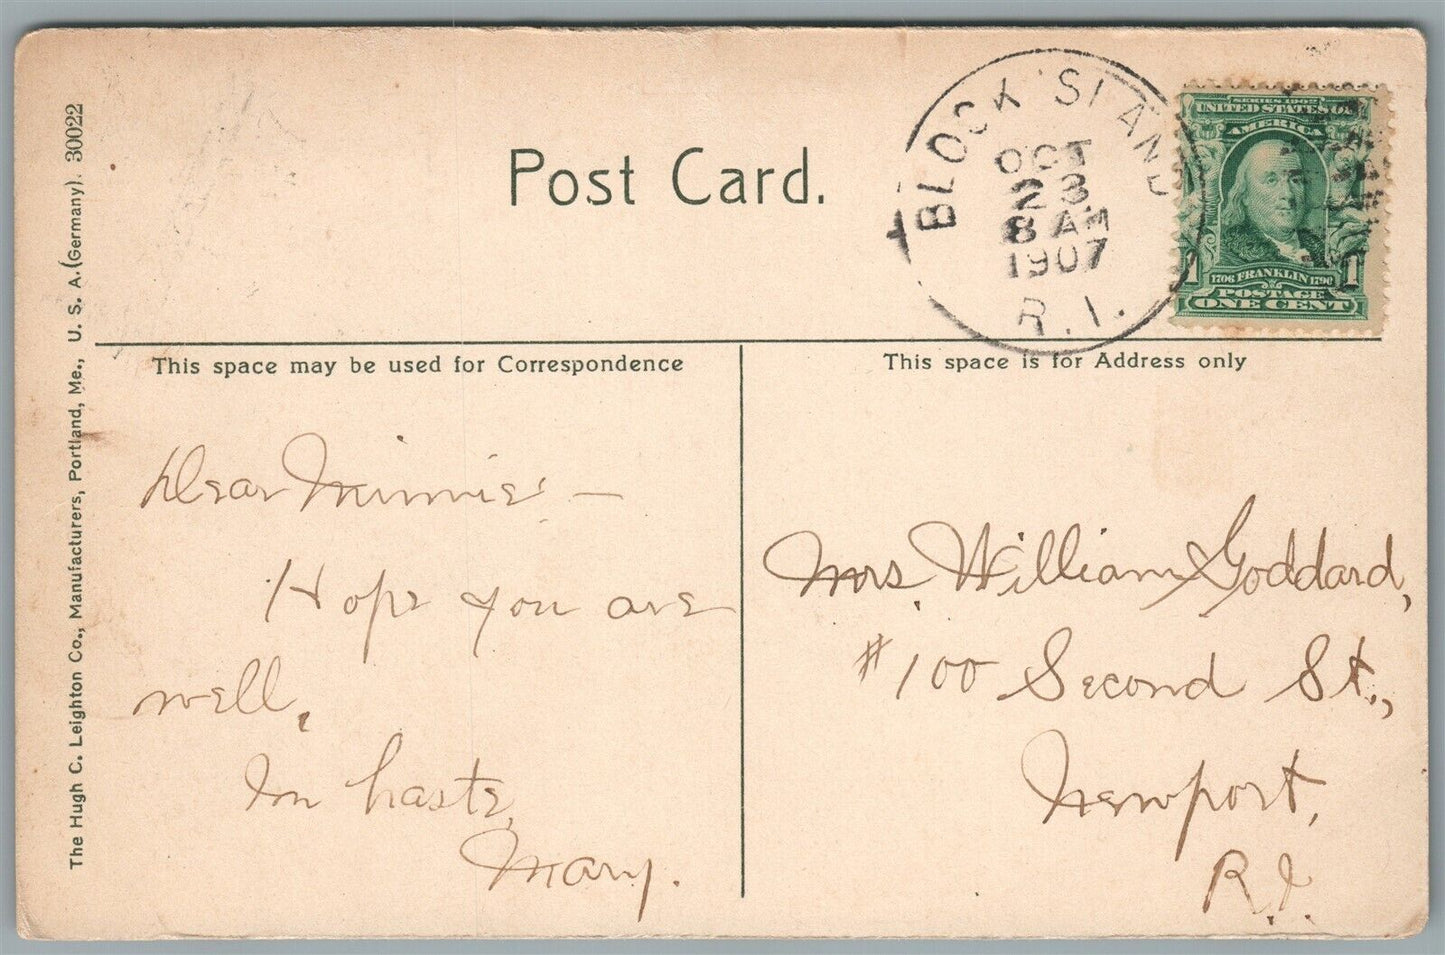 Post Card.
BLOCK ISLAND
OCT
23
8 AM
1907
R.I.
SERIES 1902
UNITED STATES OF
AMERICA
1 1
1706 FRANKLIN 1790
POSTAGE
ONE CENT
This space may be used for Correspondence
This space is for Address only
Dear Minnie: —
Hope you are
well.
In haste,
Mary.
Mrs. William Goddard,
#100 Second St.,
Newport,
R.I.
The Hugh C. Leighton Co., Manufacturers, Portland, Me., U. S. A. (Germany). 30022